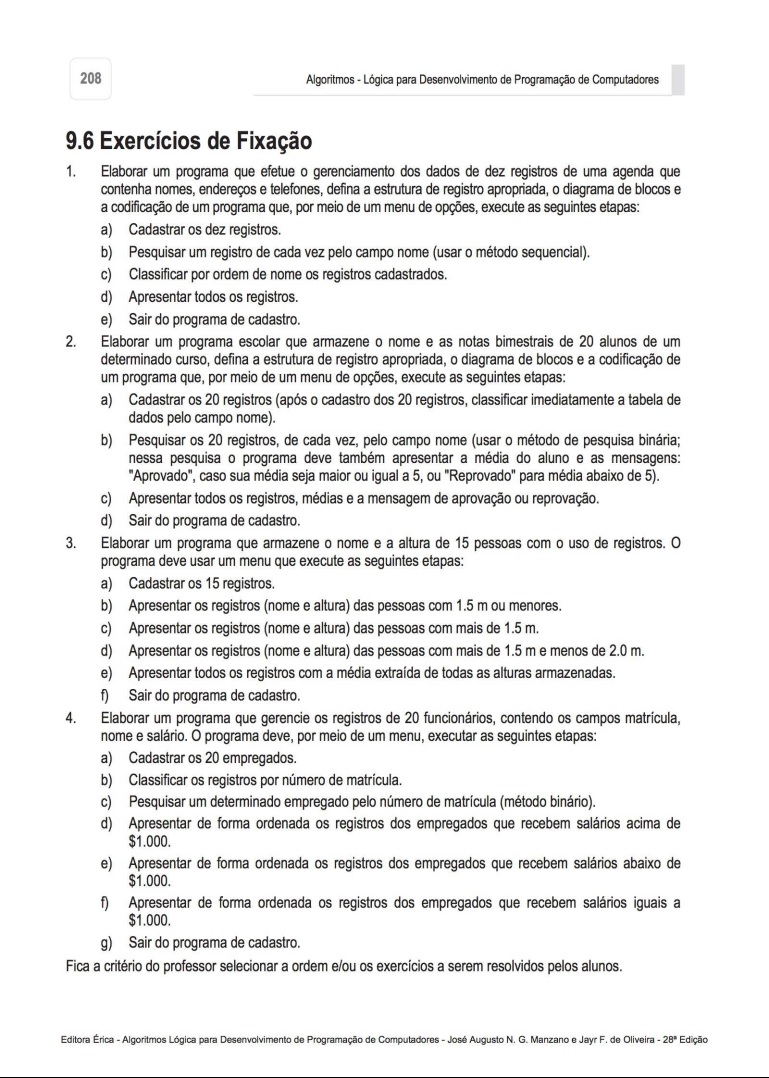 208
Algoritmos - Lógica para Desenvolvimento de Programação de Computadores
9.6 Exercícios de Fixação
1. Elaborar um programa que efetue o gerenciamento dos dados de dez registros de uma agenda que
contenha nomes, endereços e telefones, defina a estrutura de registro apropriada, o diagrama de blocos e
a codificação de um programa que, por meio de um menu de opções, execute as seguintes etapas:
a) Cadastrar os dez registros.
b) Pesquisar um registro de cada vez pelo campo nome (usar o método sequencial).
c) Classificar por ordem de nome os registros cadastrados.
d) Apresentar todos os registros.
e) Sair do programa de cadastro.
2. Elaborar um programa escolar que armazene o nome e as notas bimestrais de 20 alunos de um
determinado curso, defina a estrutura de registro apropriada, o diagrama de blocos e a codificação de
um programa que, por meio de um menu de opções, execute as seguintes etapas:
a) Cadastrar os 20 registros (após o cadastro dos 20 registros, classificar imediatamente a tabela de
dados pelo campo nome).
b) Pesquisar os 20 registros, de cada vez, pelo campo nome (usar o método de pesquisa binária;
nessa pesquisa o programa deve também apresentar a média do aluno e as mensagens:
"Aprovado", caso sua média seja maior ou igual a 5, ou "Reprovado" para média abaixo de 5).
c) Apresentar todos os registros, médias e a mensagem de aprovação ou reprovação.
d) Sair do programa de cadastro.
3. Elaborar um programa que armazene o nome e a altura de 15 pessoas com o uso de registros. O
programa deve usar um menu que execute as seguintes etapas:
a) Cadastrar os 15 registros.
b) Apresentar os registros (nome e altura) das pessoas com 1.5 m ou menores.
c) Apresentar os registros (nome e altura) das pessoas com mais de 1.5 m.
d) Apresentar os registros (nome e altura) das pessoas com mais de 1.5 m e menos de 2.0 m.
e) Apresentar todos os registros com a média extraída de todas as alturas armazenadas.
f) Sair do programa de cadastro.
4. Elaborar um programa que gerencie os registros de 20 funcionários, contendo os campos matrícula,
nome e salário. O programa deve, por meio de um menu, executar as seguintes etapas:
a) Cadastrar os 20 empregados.
b) Classificar os registros por número de matrícula.
c) Pesquisar um determinado empregado pelo número de matrícula (método binário).
d) Apresentar de forma ordenada os registros dos empregados que recebem salários acima de
$1.000.
e) Apresentar de forma ordenada os registros dos empregados que recebem salários abaixo de
$1.000.
f) Apresentar de forma ordenada os registros dos empregados que recebem salários iguais a
$1.000.
g) Sair do programa de cadastro.
Fica a critério do professor selecionar a ordem e/ou os exercícios a serem resolvidos pelos alunos.
Editora Érica - Algoritmos Lógica para Desenvolvimento de Programação de Computadores - José Augusto N. G. Manzano e Jayr F. de Oliveira - 28ª Edição